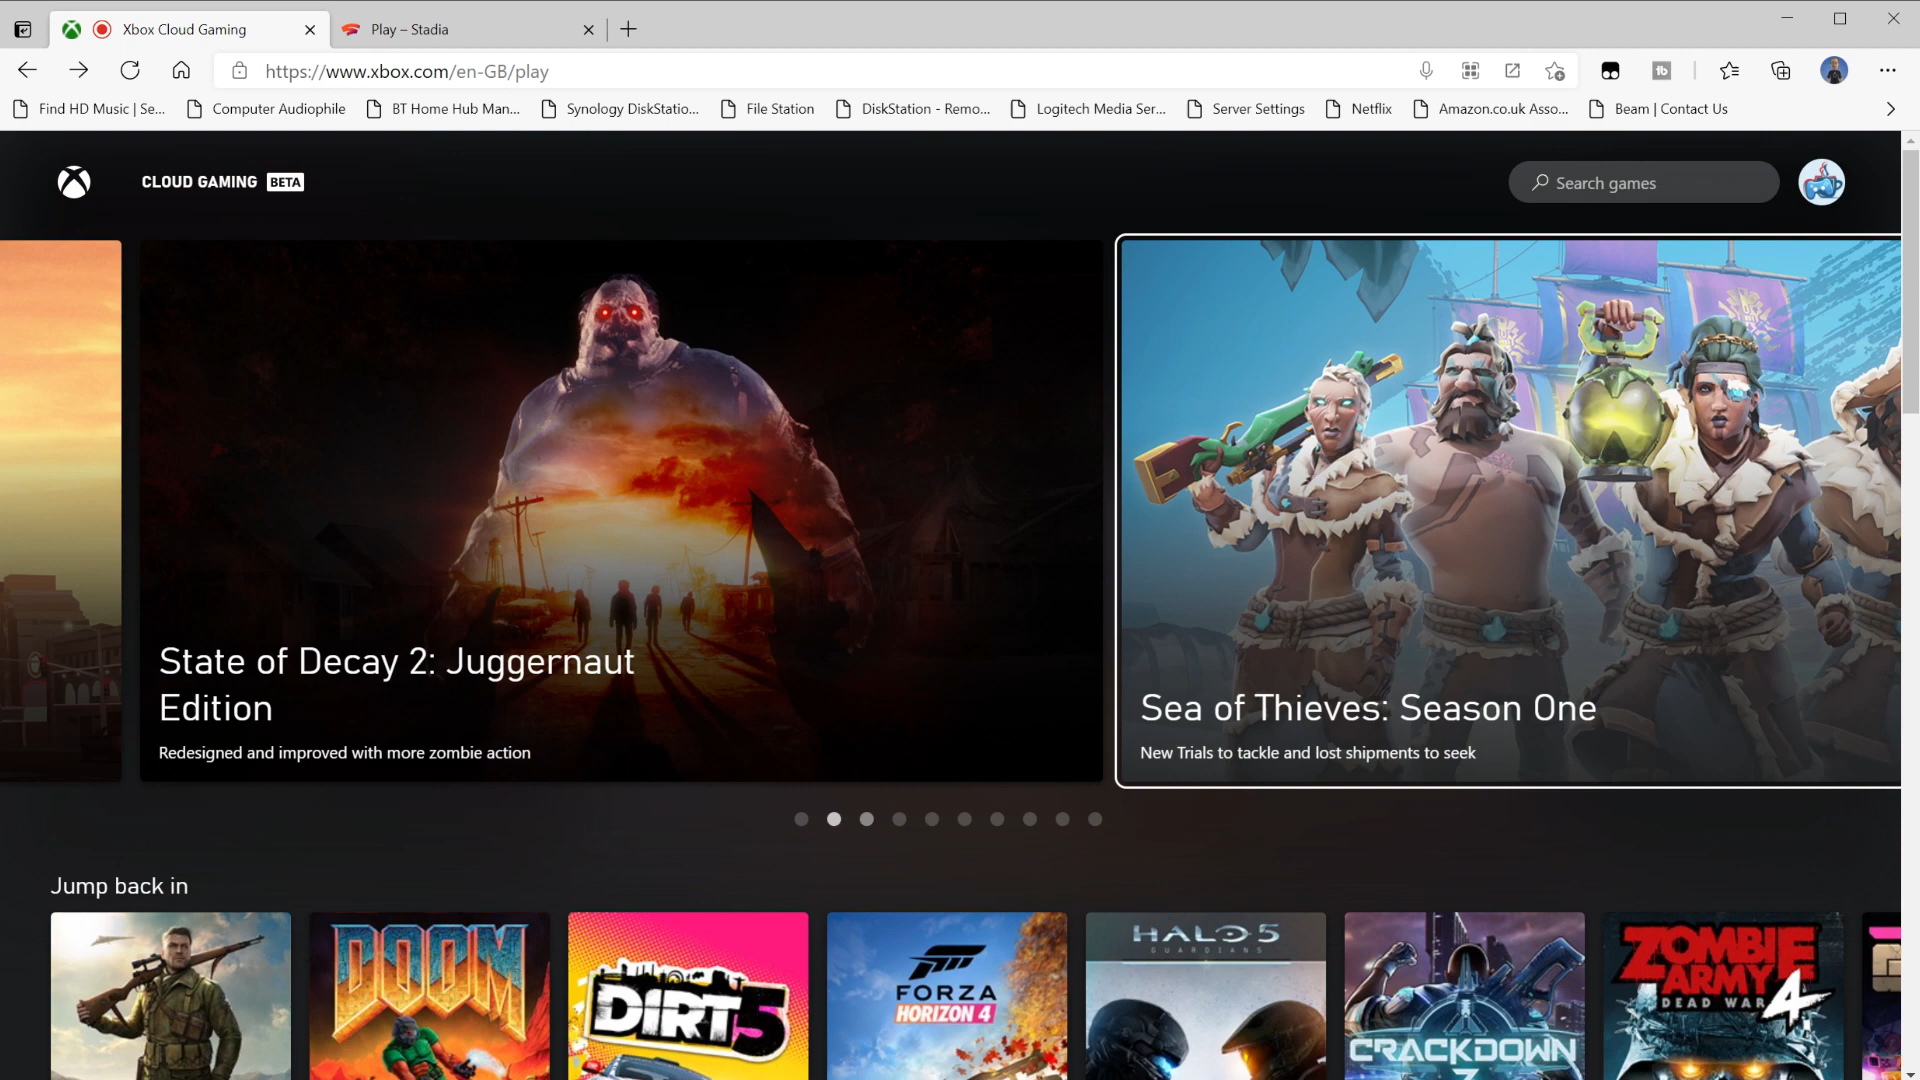 Xbox Cloud Gaming
Play – Stadia
https://www.xbox.com/en-GB/play
Find HD Music | Se...
Computer Audiophile
BT Home Hub Man...
Synology DiskStatio...
File Station
DiskStation - Remo...
Logitech Media Ser...
Server Settings
Netflix
Amazon.co.uk Asso...
Beam | Contact Us
CLOUD GAMING BETA
Search games
State of Decay 2: Juggernaut
Edition
Redesigned and improved with more zombie action
Sea of Thieves: Season One
New Trials to tackle and lost shipments to seek
Jump back in
DOOM
DIRT 5
FORZA
HORIZON 4
HALO 5
GUARDIANS
CRACKDOWN
3
ZOMBIE
ARMY 4
DEAD WAR